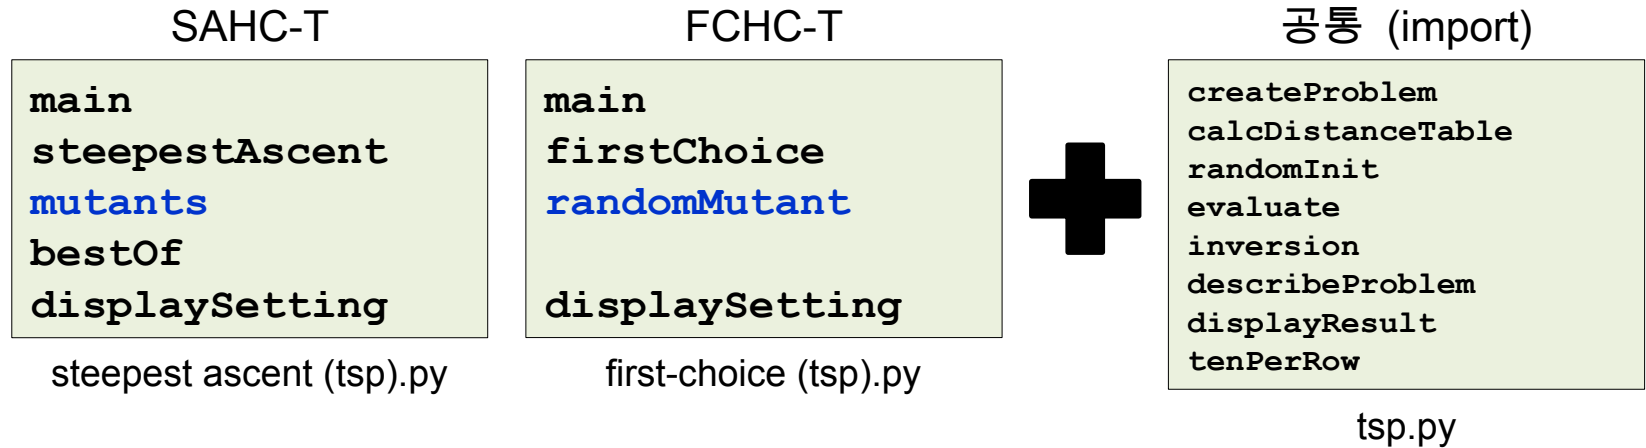 SAHC-T
main
steepestAscent
mutants
bestOf
displaySetting
steepest ascent (tsp).py
FCHC-T
main
firstChoice
randomMutant
displaySetting
first-choice (tsp).py
공통 (import)
createProblem
calcDistanceTable
randomInit
evaluate
inversion
describeProblem
displayResult
tenPerRow
tsp.py